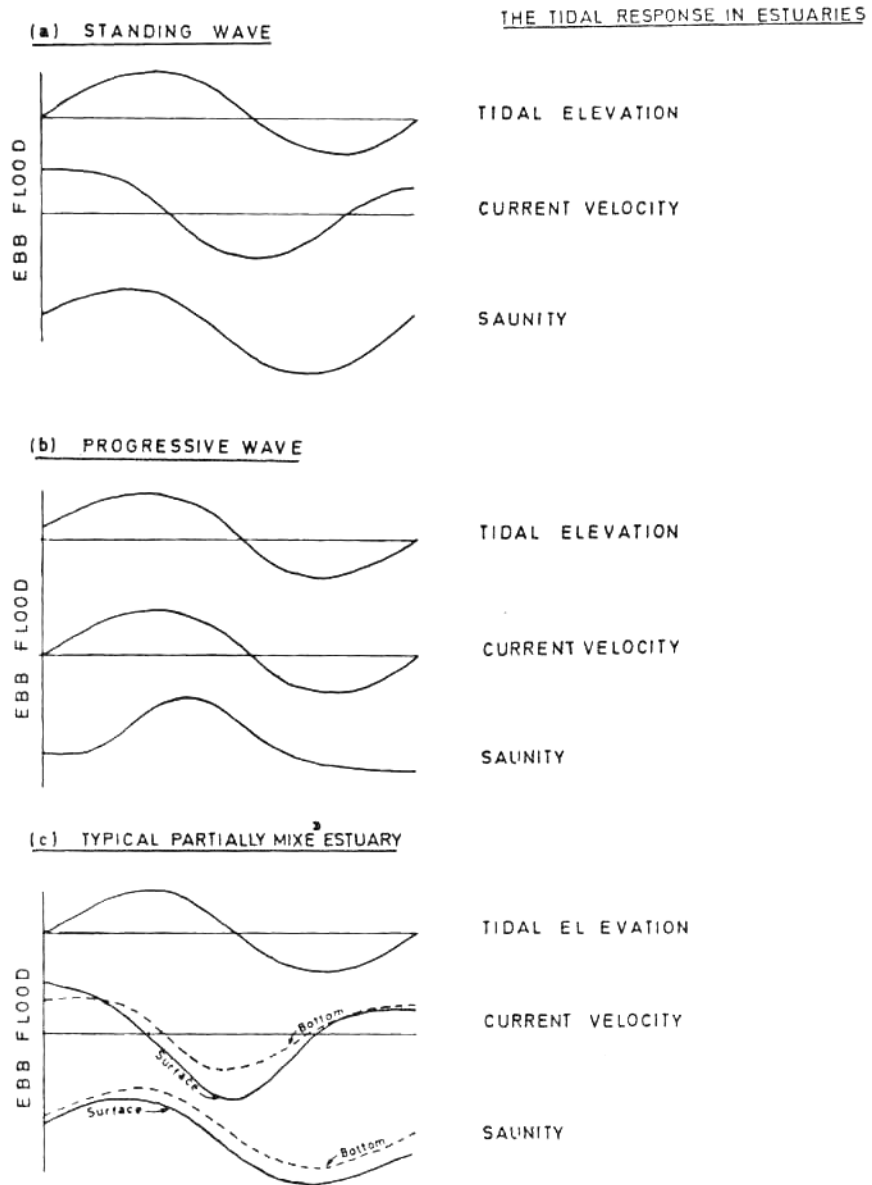 THE TIDAL RESPONSE IN ESTUARIES
(a) STANDING WAVE
EBB FLOOD
TIDAL ELEVATION
CURRENT VELOCITY
SAUNITY
(b) PROGRESSIVE WAVE
EBB FLOOD
TIDAL ELEVATION
CURRENT VELOCITY
SAUNITY
(c) TYPICAL PARTIALLY MIXED ESTUARY
EBB FLOOD
TIDAL EL EVATION
CURRENT VELOCITY
Bottom
Surface
SAUNITY
Surface
Bottom